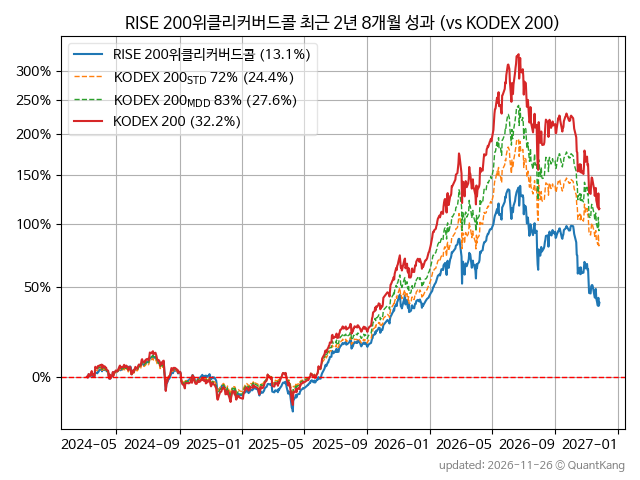 RISE 200위클리커버드콜 최근 2년 8개월 성과 (vs KODEX 200)
RISE 200위클리커버드콜 (13.1%)
KODEX 200STD 72% (24.4%)
KODEX 200MDD 83% (27.6%)
KODEX 200 (32.2%)
300%
250%
200%
150%
100%
50%
0%
2024-05 2024-09 2025-01 2025-05 2025-09 2026-01 2026-05 2026-09 2027-01
updated: 2026-11-26 © QuantKang